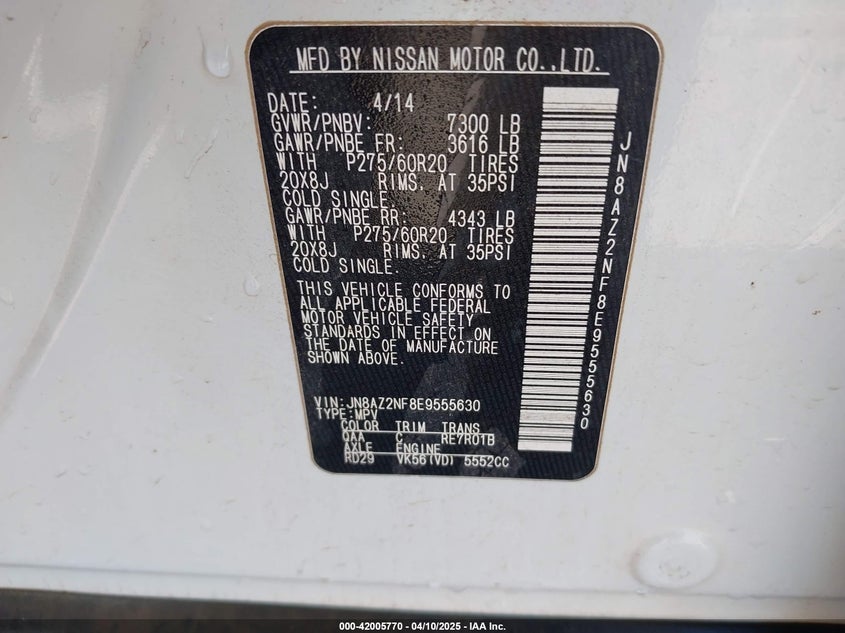 MFD BY NISSAN MOTOR CO.,LTD.
DATE: 4/14
GVWR/PNBV: 7300 LB
GAWR/PNBE FR: 3616 LB
WITH P275/60R20 TIRES
20X8J RIMS, AT 35PSI
COLD SINGLE.
GAWR/PNBE RR: 4343 LB
WITH P275/60R20 TIRES
20X8J RIMS, AT 35PSI
COLD SINGLE.
THIS VEHICLE CONFORMS TO
ALL APPLICABLE FEDERAL
MOTOR VEHICLE SAFETY
STANDARDS IN EFFECT ON
THE DATE OF MANUFACTURE
SHOWN ABOVE.
VIN:JN8AZ2NF8E9555630
TYPE:MPV
COLOR TRIM TRANS
QAA C RE7R01B
AXLE ENGINE
RD29 VK56(VD) 5552CC
JN8AZ2NF8E9555630
000-42005770 - 04/10/2025 - IAA Inc.